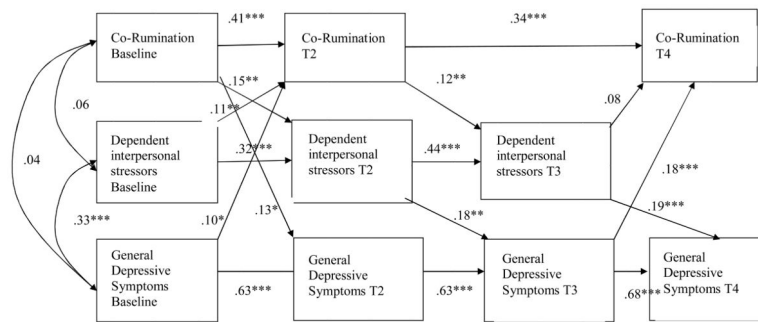 .41***
.34***
Co-Rumination
Baseline
Co-Rumination
T2
Co-Rumination
T4
.15**
.12**
.06
.11**
.08
Dependent
interpersonal
stressors
Baseline
Dependent
interpersonal
stressors T2
Dependent
interpersonal
stressors T3
.32***
.44***
.04
.18***
.33***
.10*
.13*
.18**
.19***
General
Depressive
Symptoms
Baseline
General
Depressive
Symptoms T2
General
Depressive
Symptoms T3
General
Depressive
Symptoms T4
.63***
.63***
.68***